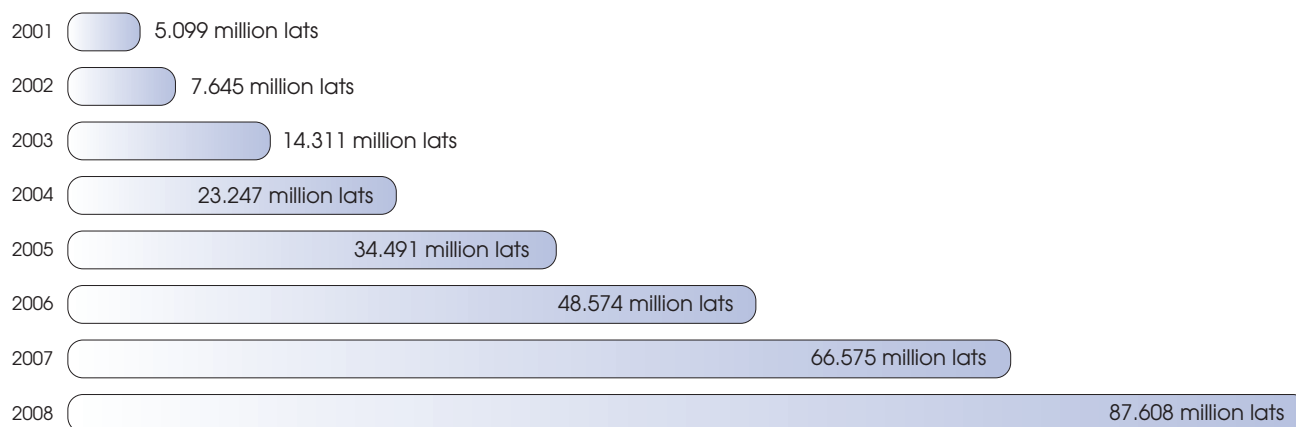 2001 5.099 million lats
2002 7.645 million lats
2003 14.311 million lats
2004 23.247 million lats
2005 34.491 million lats
2006 48.574 million lats
2007 66.575 million lats
2008 87.608 million lats